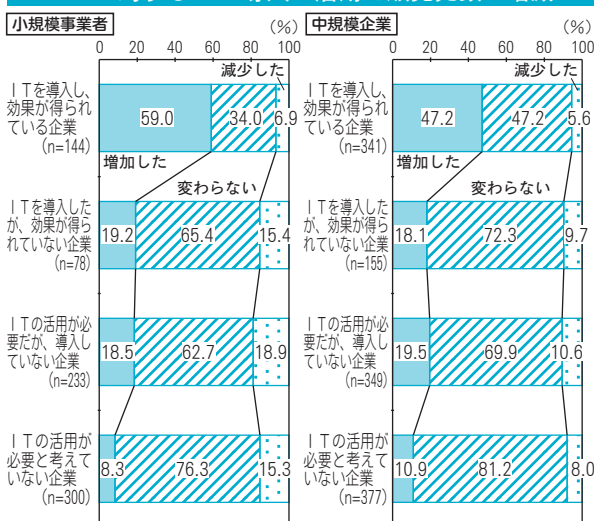 小規模事業者
(%)
0 20 40 60 80 100
減少した
ＩＴを導入し、
効果が得られ
ている企業
(n=144)
59.0 34.0 6.9
増加した
変わらない
ＩＴを導入した
が、効果が得ら
れていない企業
(n=78)
19.2 65.4 15.4
ＩＴの活用が必
要だが、導入し
ていない企業
(n=233)
18.5 62.7 18.9
ＩＴの活用が
必要と考えて
いない企業
(n=300)
8.3 76.3 15.3
中規模企業
(%)
0 20 40 60 80 100
減少した
ＩＴを導入し、
効果が得られ
ている企業
(n=341)
47.2 47.2 5.6
増加した
変わらない
ＩＴを導入した
が、効果が得ら
れていない企業
(n=155)
18.1 72.3 9.7
ＩＴの活用が必
要だが、導入し
ていない企業
(n=349)
19.5 69.9 10.6
ＩＴの活用が
必要と考えて
いない企業
(n=377)
10.9 81.2 8.0